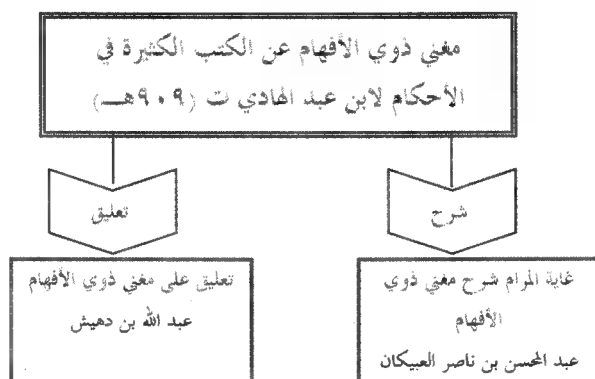 مغني ذوي الأفهام عن الكتب الكثيرة في
الأحكام لابن عبد الهادي ت (٩٠٩هـ)
شرح
تعليق
غاية المرام شرح مغني ذوي
الأفهام
عبد المحسن بن ناصر العبيكان
تعليق على مغني ذوي الأفهام
عبد الله بن دهيش